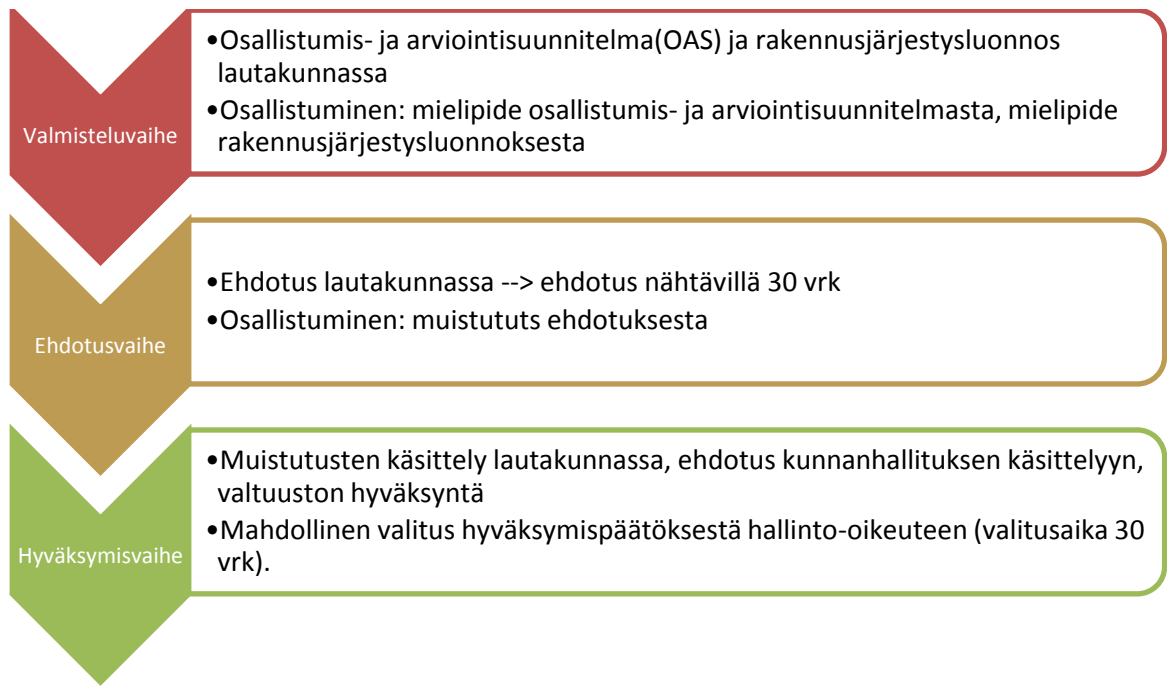 Valmisteluvaihe
•Osallistumis- ja arviointisuunnitelma(OAS) ja rakennusjärjestysluonnos
lautakunnassa
•Osallistuminen: mielipide osallistumis- ja arviointisuunnitelmasta, mielipide
rakennusjärjestysluonnoksesta
Ehdotusvaihe
•Ehdotus lautakunnassa --> ehdotus nähtävillä 30 vrk
•Osallistuminen: muistututs ehdotuksesta
Hyväksymisvaihe
•Muistutusten käsittely lautakunnassa, ehdotus kunnanhallituksen käsittelyyn,
valtuuston hyväksyntä
•Mahdollinen valitus hyväksymispäätöksestä hallinto-oikeuteen (valitusaika 30
vrk).